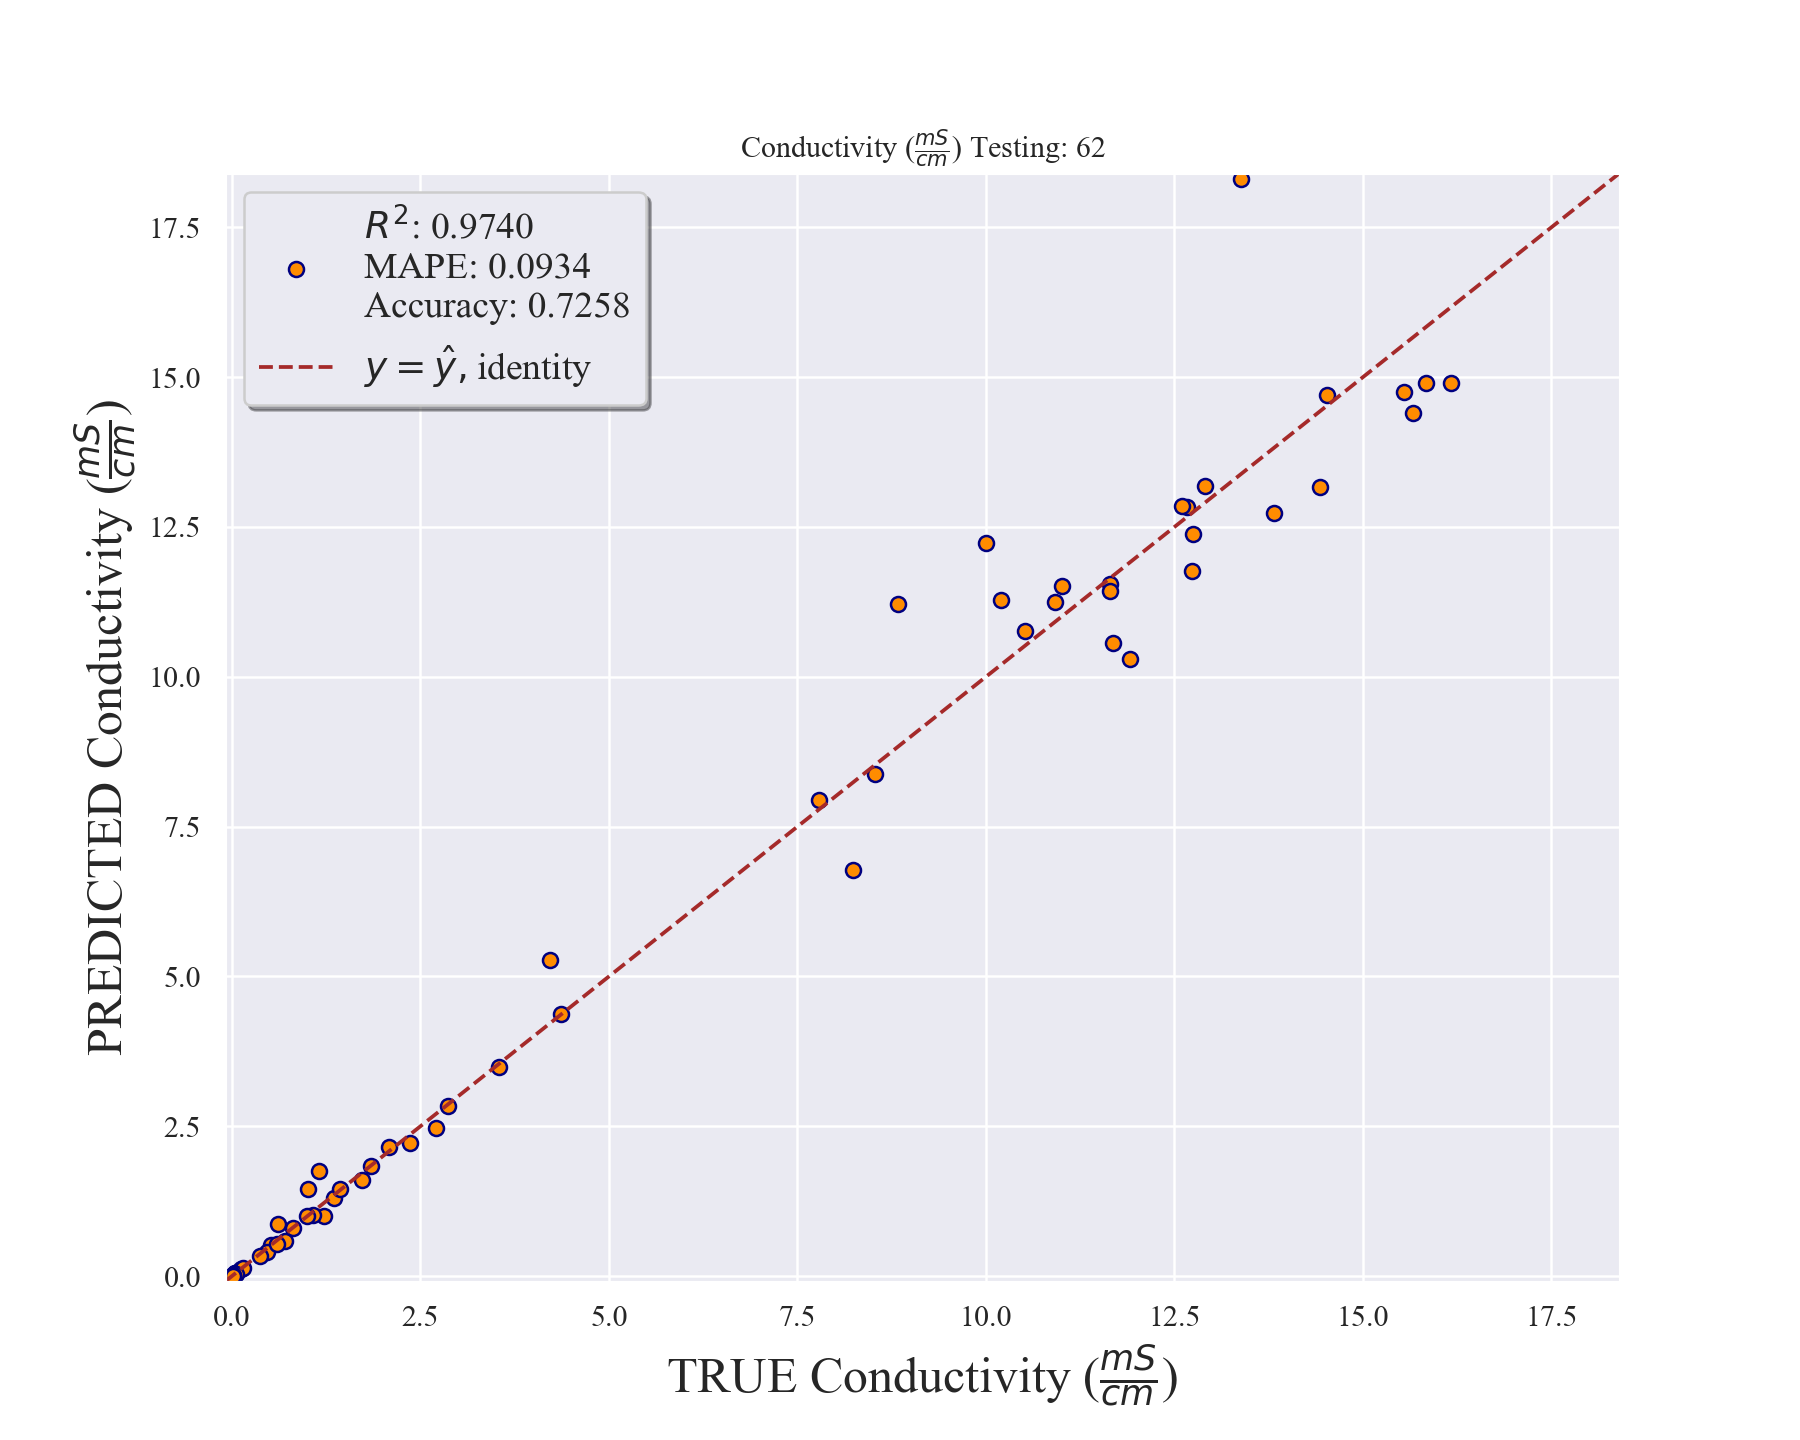 Conductivity (mS/cm) Testing: 62
R²: 0.9740
MAPE: 0.0934
Accuracy: 0.7258
y = ŷ, identity
17.5
15.0
12.5
10.0
7.5
5.0
2.5
0.0
PREDICTED Conductivity (mS/cm)
0.0 2.5 5.0 7.5 10.0 12.5 15.0 17.5
TRUE Conductivity (mS/cm)